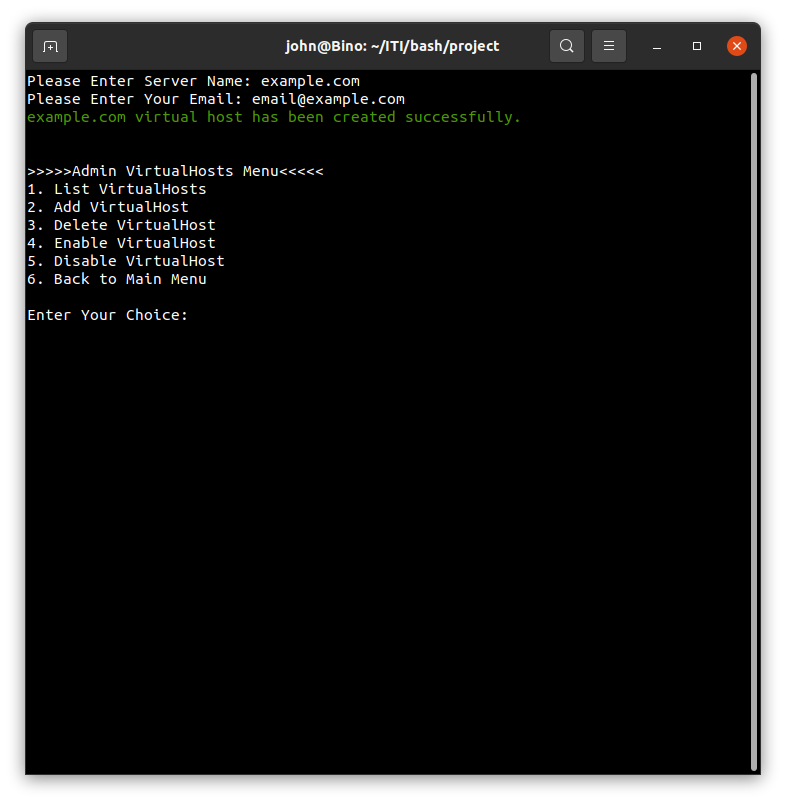 john@Bino: ~/ITI/bash/project
Please Enter Server Name: example.com
Please Enter Your Email: email@example.com
example.com virtual host has been created successfully.
>>>>>Admin VirtualHosts Menu<<<<<
1. List VirtualHosts
2. Add VirtualHost
3. Delete VirtualHost
4. Enable VirtualHost
5. Disable VirtualHost
6. Back to Main Menu
Enter Your Choice: